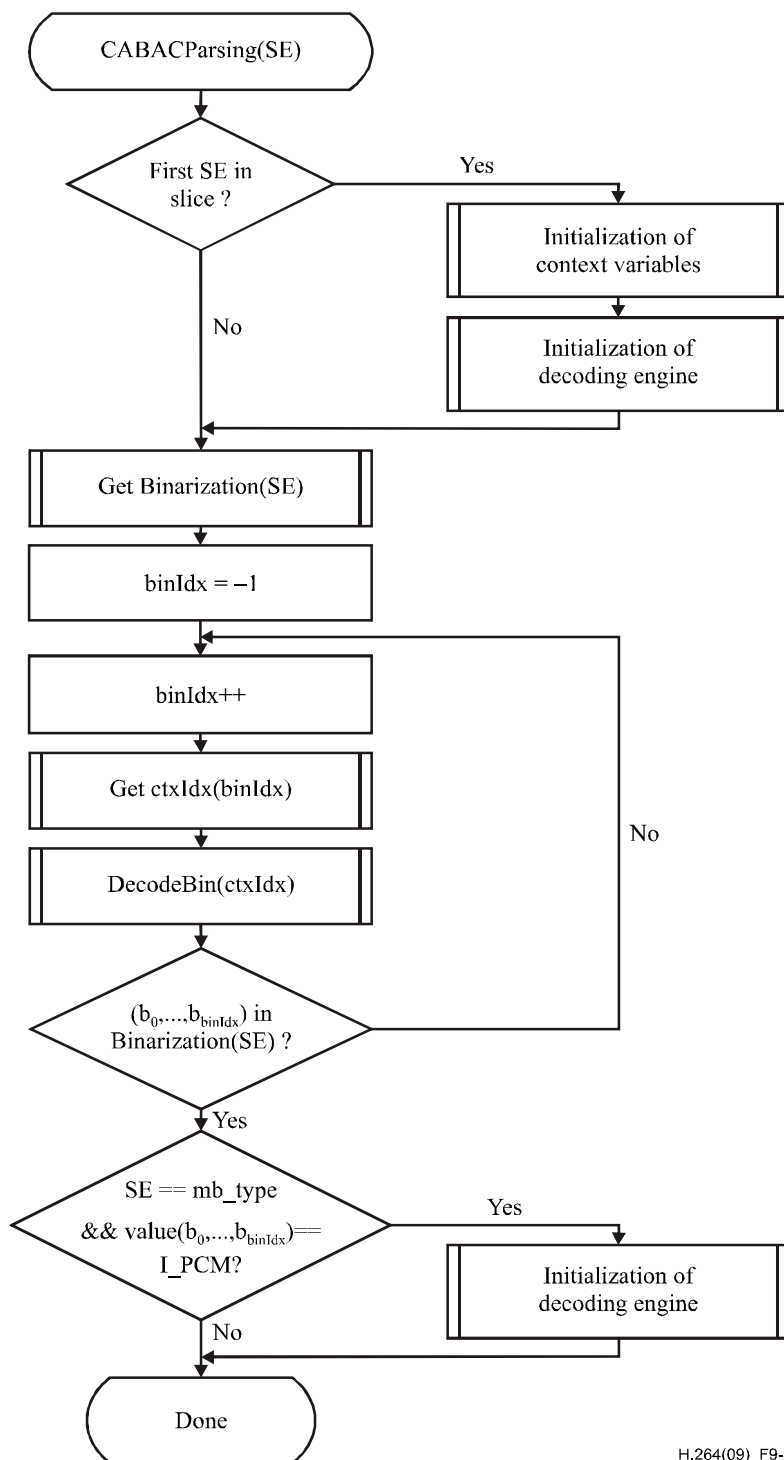 CABACParsing(SE)
First SE in
slice ?
Yes
Initialization of
context variables
No
Initialization of
decoding engine
Get Binarization(SE)
binIdx = –1
binIdx++
Get ctxIdx(binIdx)
No
DecodeBin(ctxIdx)
(b0,...,bbinIdx) in
Binarization(SE) ?
Yes
SE == mb_type
&& value(b0,...,bbinIdx)==
I_PCM?
Yes
Initialization of
decoding engine
No
Done
H.264(09)_F9-